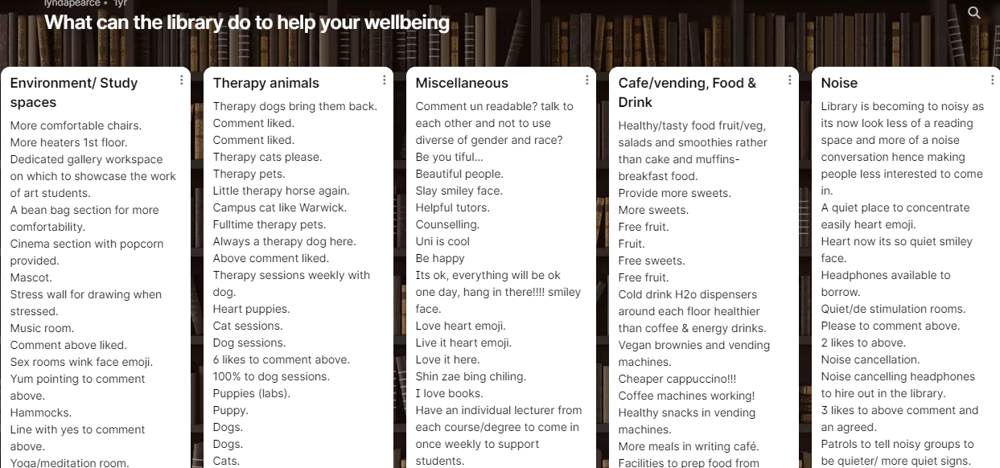 lyndapearce • 1yr
What can the library do to help your wellbeing
Environment/ Study
spaces
More comfortable chairs.
More heaters 1st floor.
Dedicated gallery workspace
on which to showcase the work
of art students.
A bean bag section for more
comfortability.
Cinema section with popcorn
provided.
Mascot.
Stress wall for drawing when
stressed.
Music room.
Comment above liked.
Sex rooms wink face emoji.
Yum pointing to comment
above.
Hammocks.
Line with yes to comment
above.
Yoga/meditation room.
Therapy animals
Therapy dogs bring them back.
Comment liked.
Comment liked.
Therapy cats please.
Therapy pets.
Little therapy horse again.
Campus cat like Warwick.
Fulltime therapy pets.
Always a therapy dog here.
Above comment liked.
Therapy sessions weekly with
dog.
Heart puppies.
Cat sessions.
Dog sessions.
6 likes to comment above.
100% to dog sessions.
Puppies (labs).
Puppy.
Dogs.
Dogs.
Cats.
Miscellaneous
Comment un readable? talk to
each other and not to use
diverse of gender and race?
Be you tiful...
Beautiful people.
Slay smiley face.
Helpful tutors.
Counselling.
Uni is cool
Be happy
Its ok, everything will be ok
one day, hang in there!!!! smiley
face.
Love heart emoji.
Live it heart emoji.
Love it here.
Shin zae bing chiling.
I love books.
Have an individual lecturer from
each course/degree to come in
once weekly to support
students.
Cafe/vending, Food &
Drink
Healthy/tasty food fruit/veg,
salads and smoothies rather
than cake and muffins-
breakfast food.
Provide more sweets.
More sweets.
Free fruit.
Fruit.
Free sweets.
Free fruit.
Cold drink H2o dispensers
around each floor healthier
than coffee & energy drinks.
Vegan brownies and vending
machines.
Cheaper cappuccino!!!
Coffee machines working!
Healthy snacks in vending
machines.
More meals in writing café.
Facilities to prep food from
Noise
Library is becoming to noisy as
its now look less of a reading
space and more of a noise
conversation hence making
people less interested to come
in.
A quiet place to concentrate
easily heart emoji.
Heart now its so quiet smiley
face.
Headphones available to
borrow.
Quiet/de stimulation rooms.
Please to comment above.
2 likes to above.
Noise cancellation.
Noise cancelling headphones
to hire out in the library.
3 likes to above comment and
an agreed.
Patrols to tell noisy groups to
be quieter/ more quiet signs.